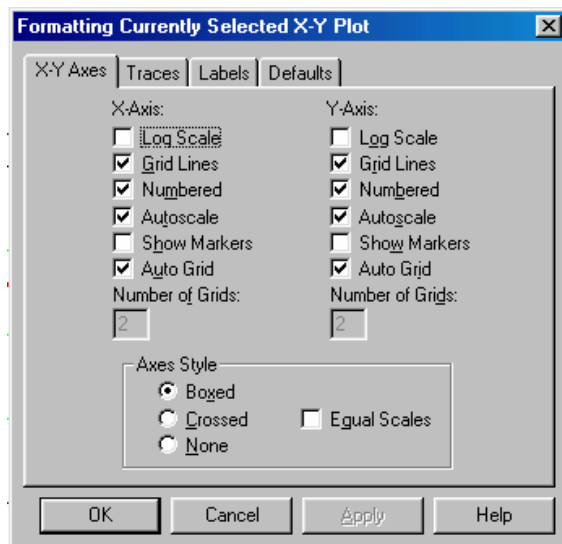 Formatting Currently Selected X-Y Plot
X-Y Axes Traces Labels Defaults
X-Axis: Y-Axis:
Log Scale Log Scale
Grid Lines Grid Lines
Numbered Numbered
Autoscale Autoscale
Show Markers Show Markers
Auto Grid Auto Grid
Number of Grids: Number of Grids:
2 2
Axes Style
Boxed
Crossed Equal Scales
None
OK Cancel Apply Help